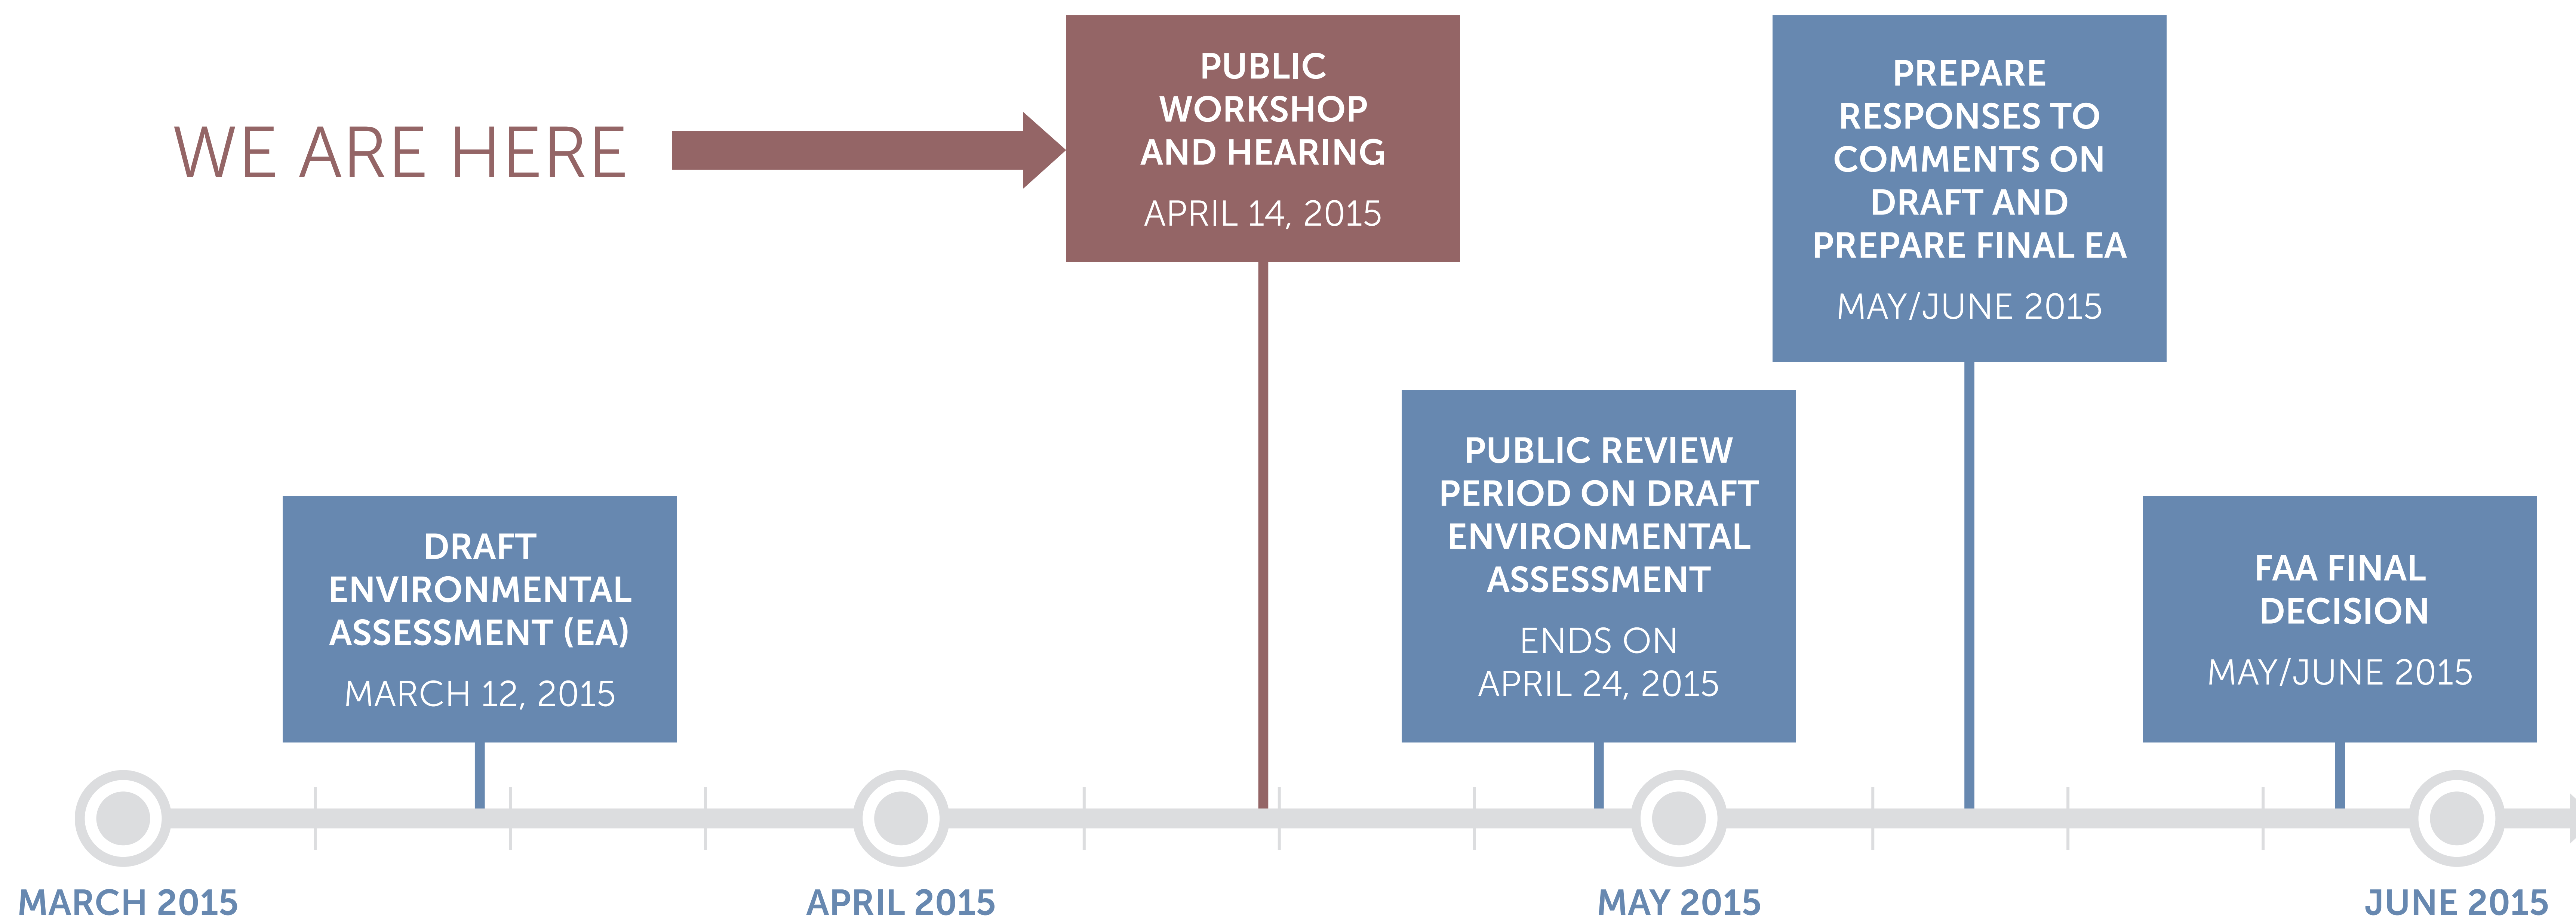 WE ARE HERE
PUBLIC
WORKSHOP
AND HEARING
APRIL 14, 2015
PREPARE
RESPONSES TO
COMMENTS ON
DRAFT AND
PREPARE FINAL EA
MAY/JUNE 2015
DRAFT
ENVIRONMENTAL
ASSESSMENT (EA)
MARCH 12, 2015
PUBLIC REVIEW
PERIOD ON DRAFT
ENVIRONMENTAL
ASSESSMENT
ENDS ON
APRIL 24, 2015
FAA FINAL
DECISION
MAY/JUNE 2015
MARCH 2015
APRIL 2015
MAY 2015
JUNE 2015